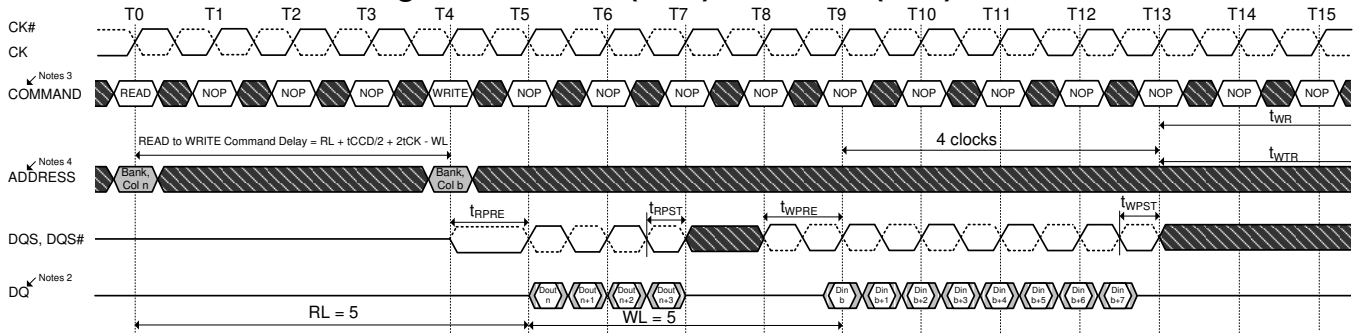 T0 T1 T2 T3 T4 T5 T6 T7 T8 T9 T10 T11 T12 T13 T14 T15
CK#
CK
Notes 3
COMMAND
READ NOP NOP NOP WRITE NOP NOP NOP NOP NOP NOP NOP NOP NOP NOP NOP
tWR
READ to WRITE Command Delay = RL + tCCD/2 + 2tCK - WL
4 clocks
Notes 4
ADDRESS
Bank, Col n
Bank, Col b
tWTR
tRPRE tRPST tWPRE tWPST
DQS, DQS#
Notes 2
DQ
Dout n
Dout n+1
Dout n+2
Dout n+3
Din b
Din b+1
Din b+2
Din b+3
Din b+4
Din b+5
Din b+6
Din b+7
RL = 5
WL = 5